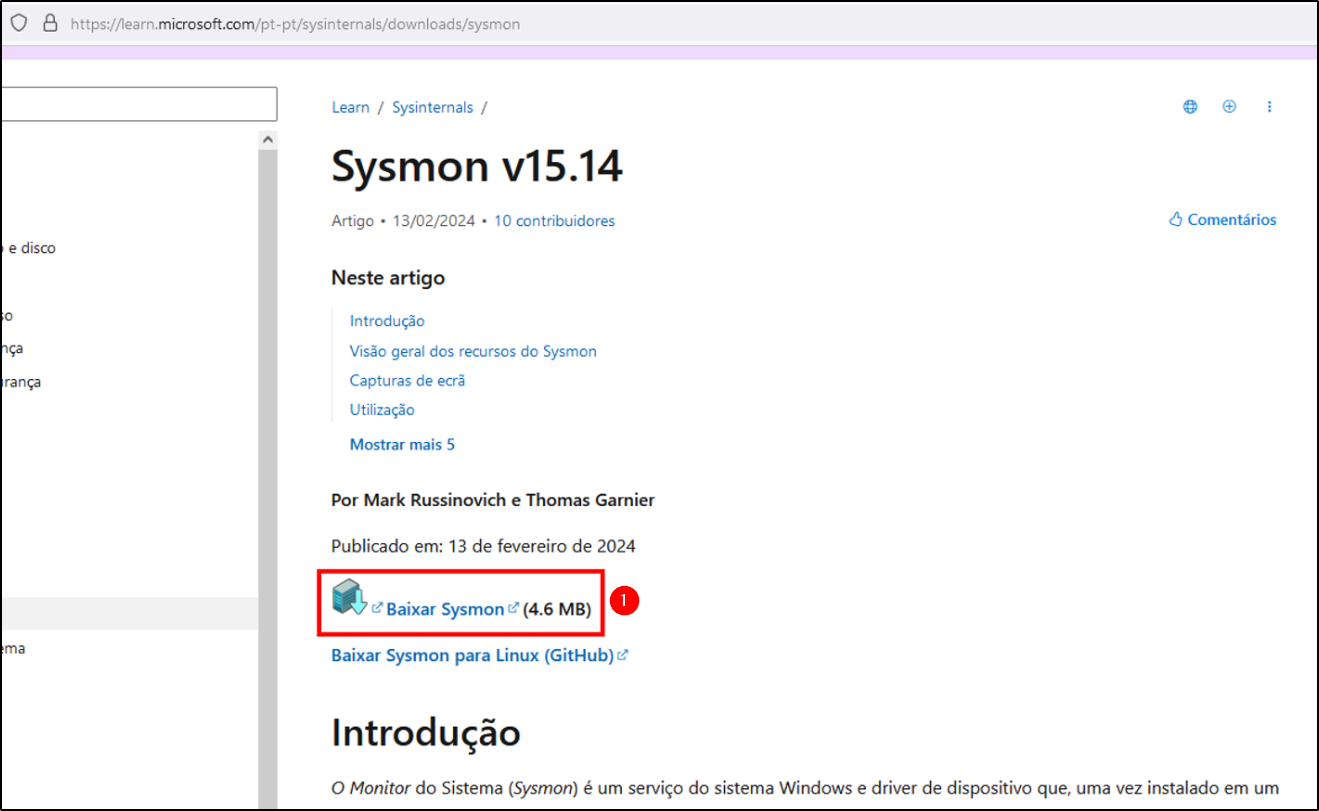 https://learn.microsoft.com/pt-pt/sysinternals/downloads/sysmon
Learn / Sysinternals /
Sysmon v15.14
Artigo • 13/02/2024 • 10 contribuidores
Comentários
e disco
Neste artigo
so
Introdução
nça
Visão geral dos recursos do Sysmon
urança
Capturas de ecrã
Utilização
Mostrar mais 5
Por Mark Russinovich e Thomas Garnier
Publicado em: 13 de fevereiro de 2024
Baixar Sysmon (4.6 MB)
1
ema
Baixar Sysmon para Linux (GitHub)
Introdução
O Monitor do Sistema (Sysmon) é um serviço do sistema Windows e driver de dispositivo que, uma vez instalado em um